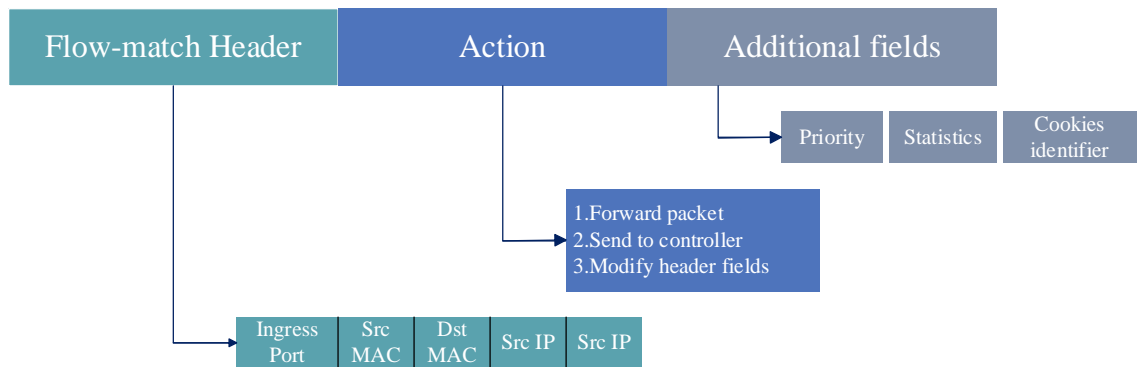 Flow-match Header
Action
Additional fields
Priority
Statistics
Cookies
identifier
1.Forward packet
2.Send to controller
3.Modify header fields
Ingress
Port
Src
MAC
Dst
MAC
Src IP
Src IP